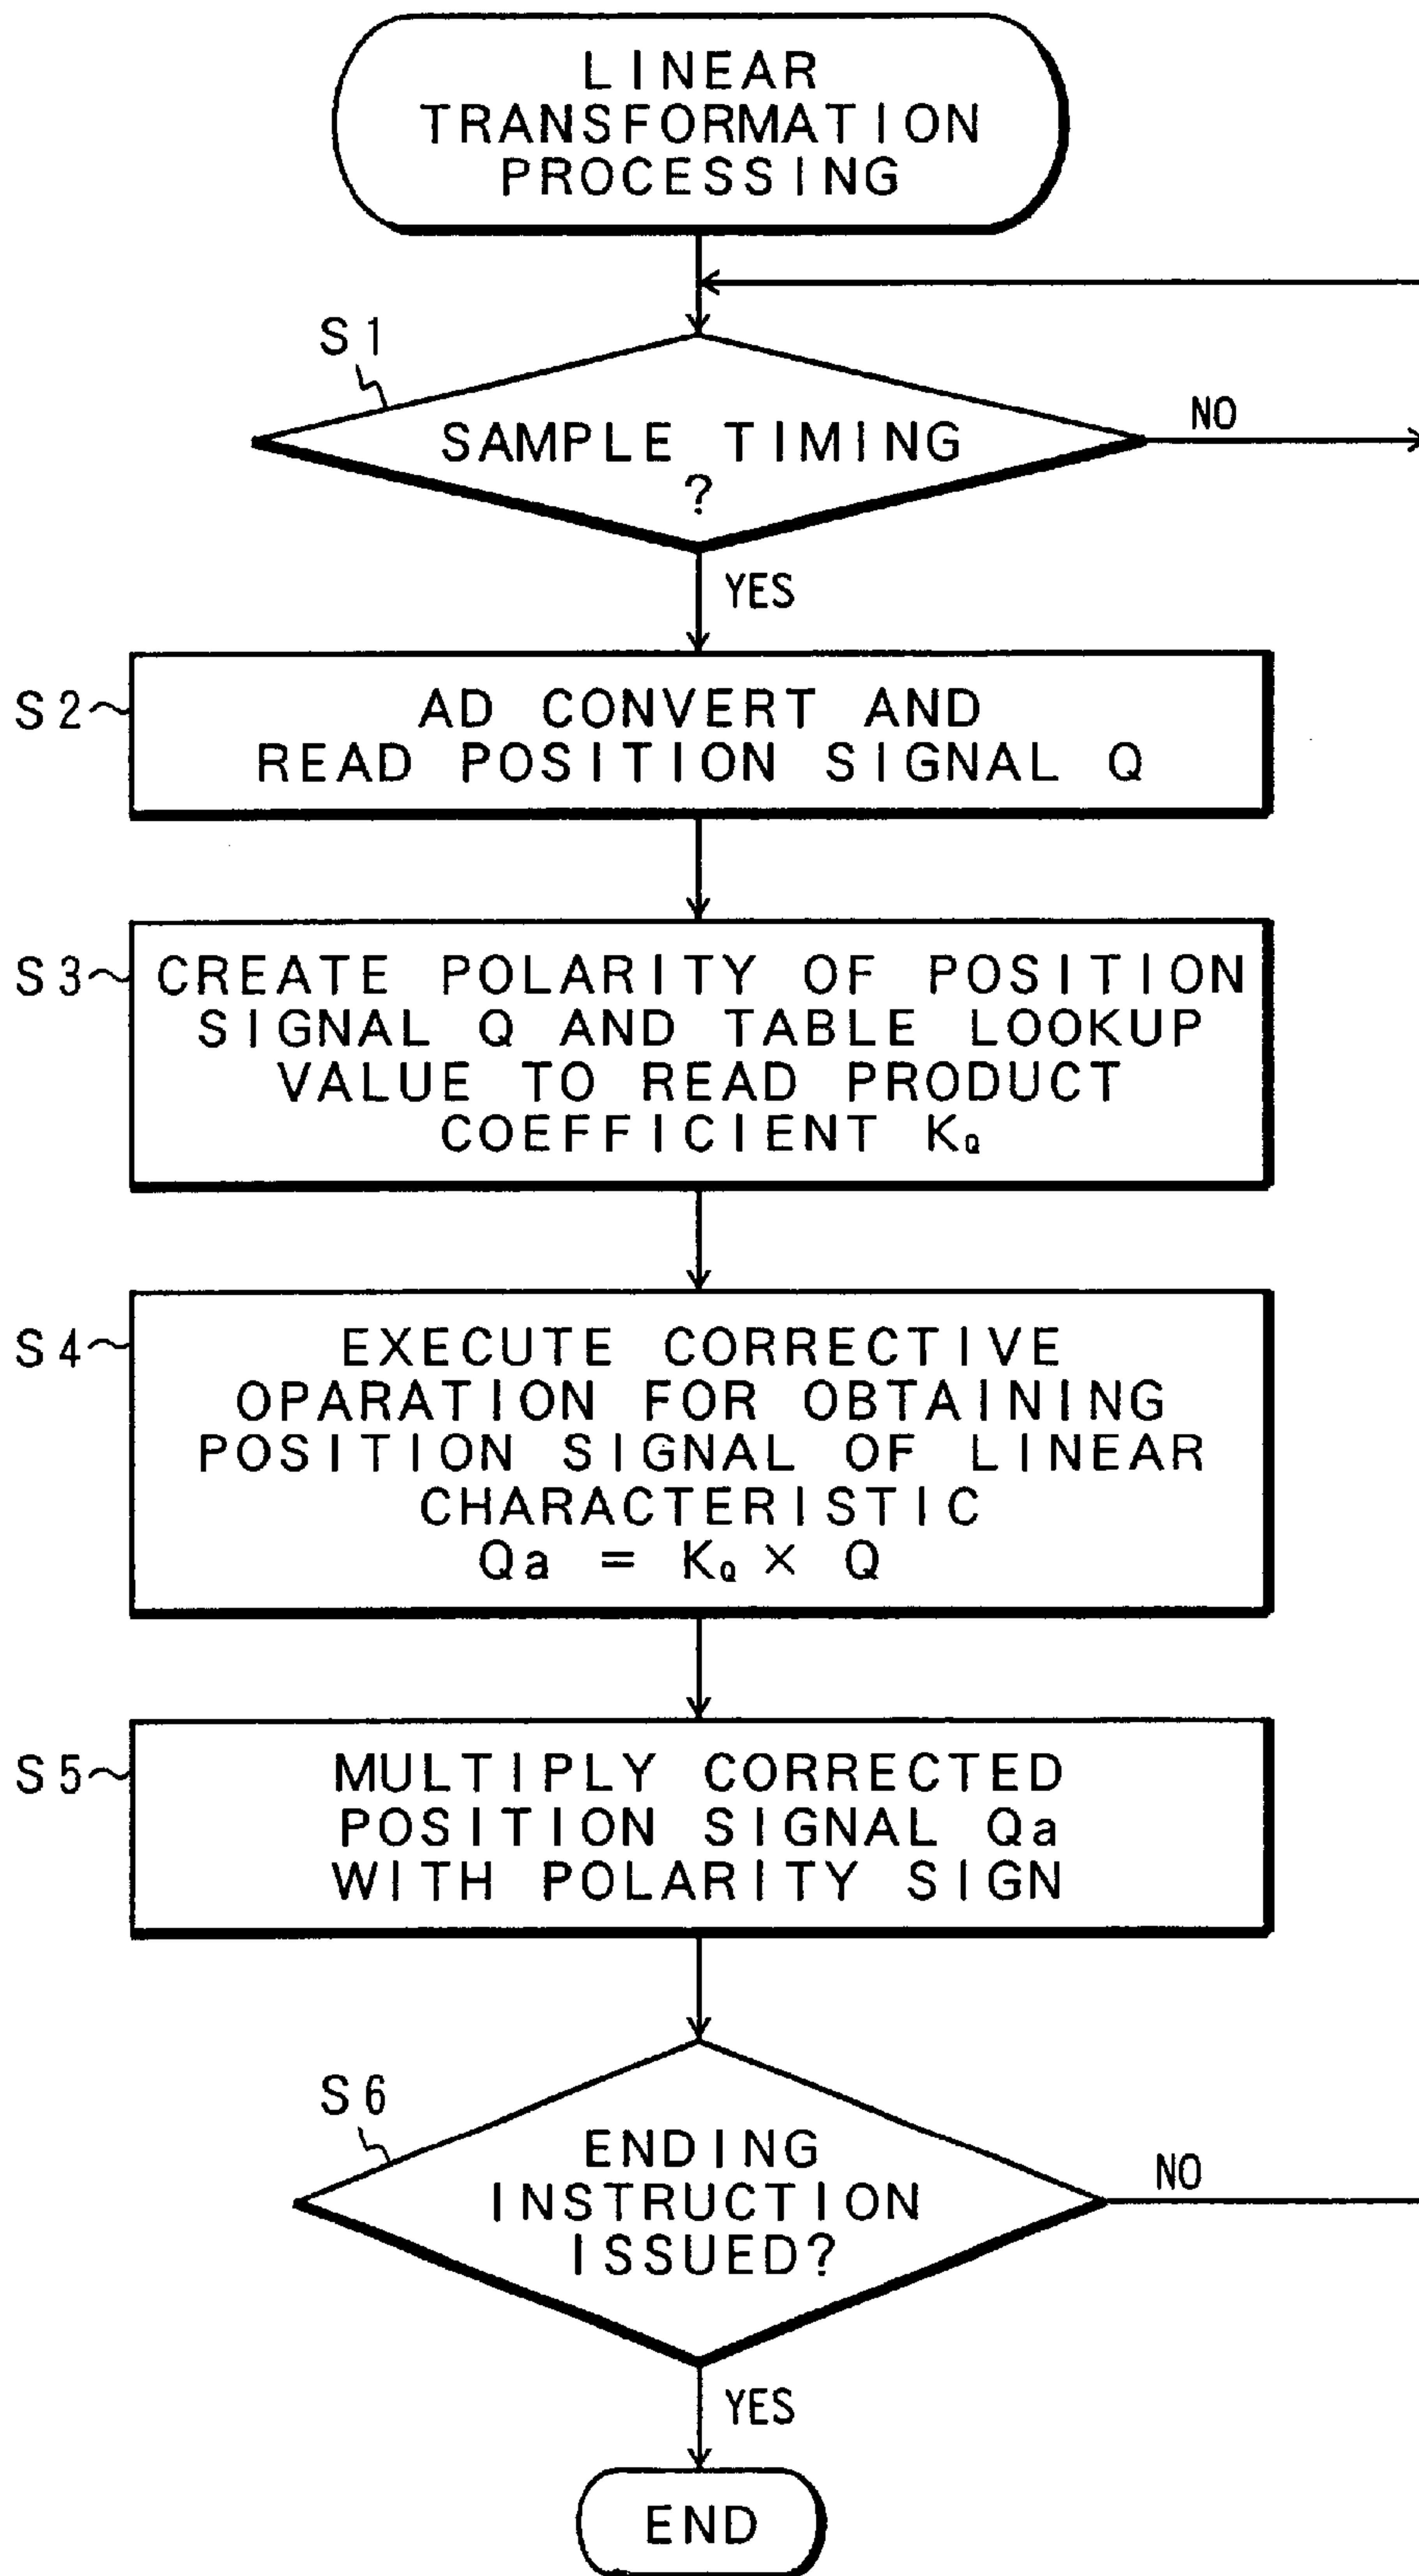 LINEAR
TRANSFORMATION
PROCESSING
S1
SAMPLE TIMING
?
NO
YES
S2
AD CONVERT AND
READ POSITION SIGNAL Q
S3
CREATE POLARITY OF POSITION
SIGNAL Q AND TABLE LOOKUP
VALUE TO READ PRODUCT
COEFFICIENT KQ
S4
EXECUTE CORRECTIVE
OPARATION FOR OBTAINING
POSITION SIGNAL OF LINEAR
CHARACTERISTIC
Qa = KQ × Q
S5
MULTIPLY CORRECTED
POSITION SIGNAL Qa
WITH POLARITY SIGN
S6
ENDING
INSTRUCTION
ISSUED?
NO
YES
END